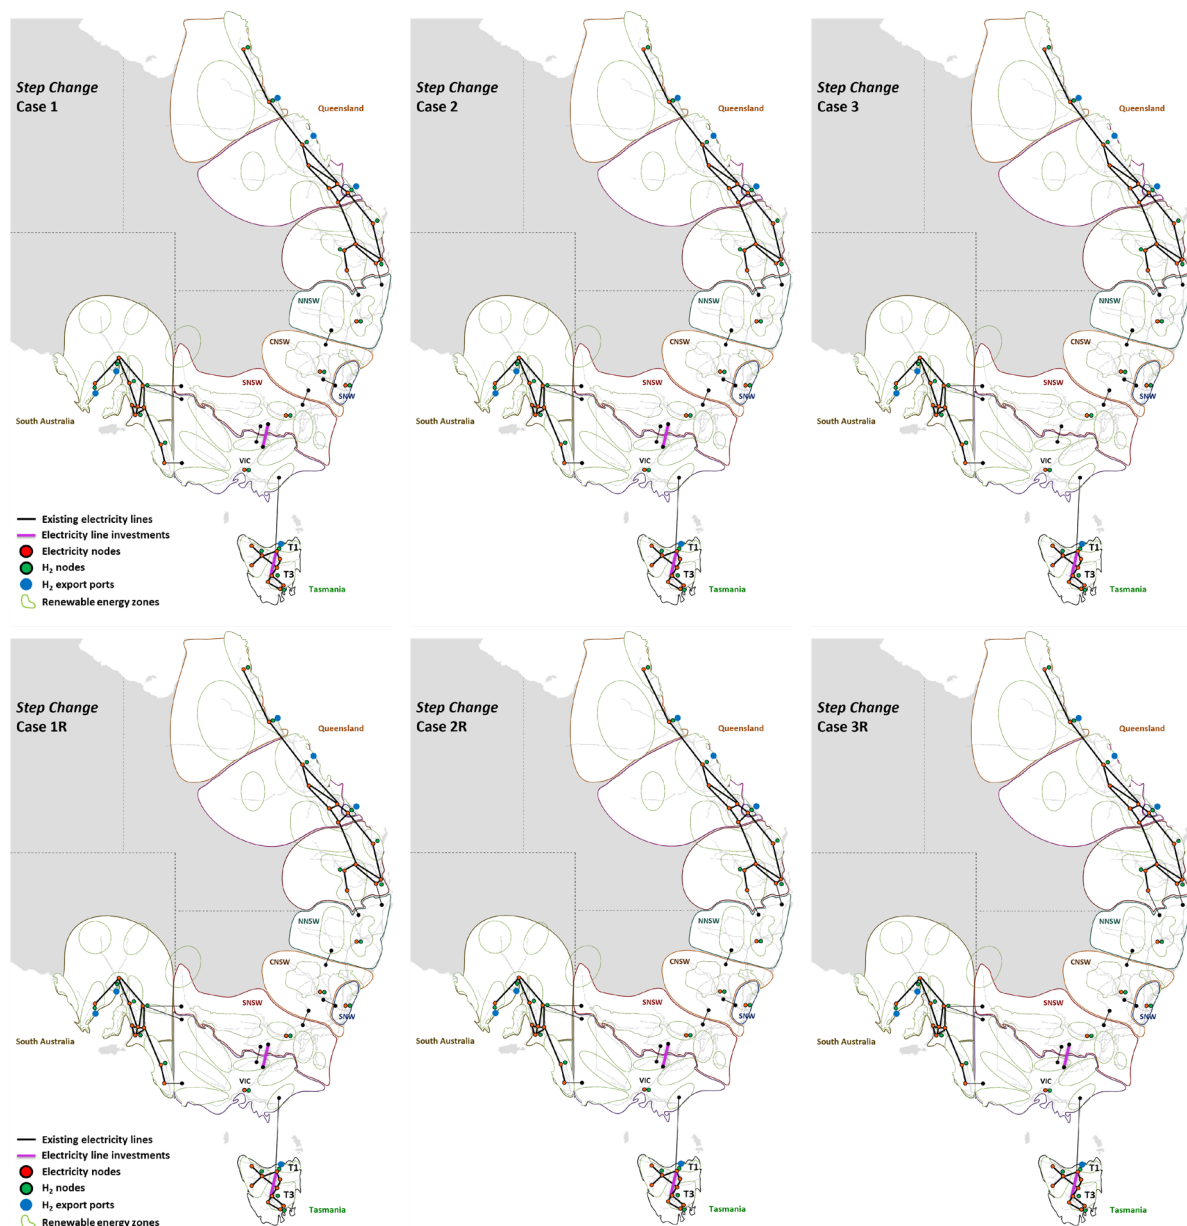 Step Change
Case 1
Queensland
NNSW
CNSW
SNSW
SNW
South Australia
VIC
T1
T3
Tasmania
Existing electricity lines
Electricity line investments
Electricity nodes
H₂ nodes
H₂ export ports
Renewable energy zones
Step Change
Case 2
Queensland
NNSW
CNSW
SNSW
SNW
South Australia
VIC
T1
T3
Tasmania
Step Change
Case 3
Queensland
NNSW
CNSW
SNSW
SNW
South Australia
VIC
T1
T3
Tasmania
Step Change
Case 1R
Queensland
NNSW
CNSW
SNSW
SNW
South Australia
VIC
T1
T3
Tasmania
Existing electricity lines
Electricity line investments
Electricity nodes
H₂ nodes
H₂ export ports
Renewable energy zones
Step Change
Case 2R
Queensland
NNSW
CNSW
SNSW
SNW
South Australia
VIC
T1
T3
Tasmania
Step Change
Case 3R
Queensland
NNSW
CNSW
SNSW
SNW
South Australia
VIC
T1
T3
Tasmania